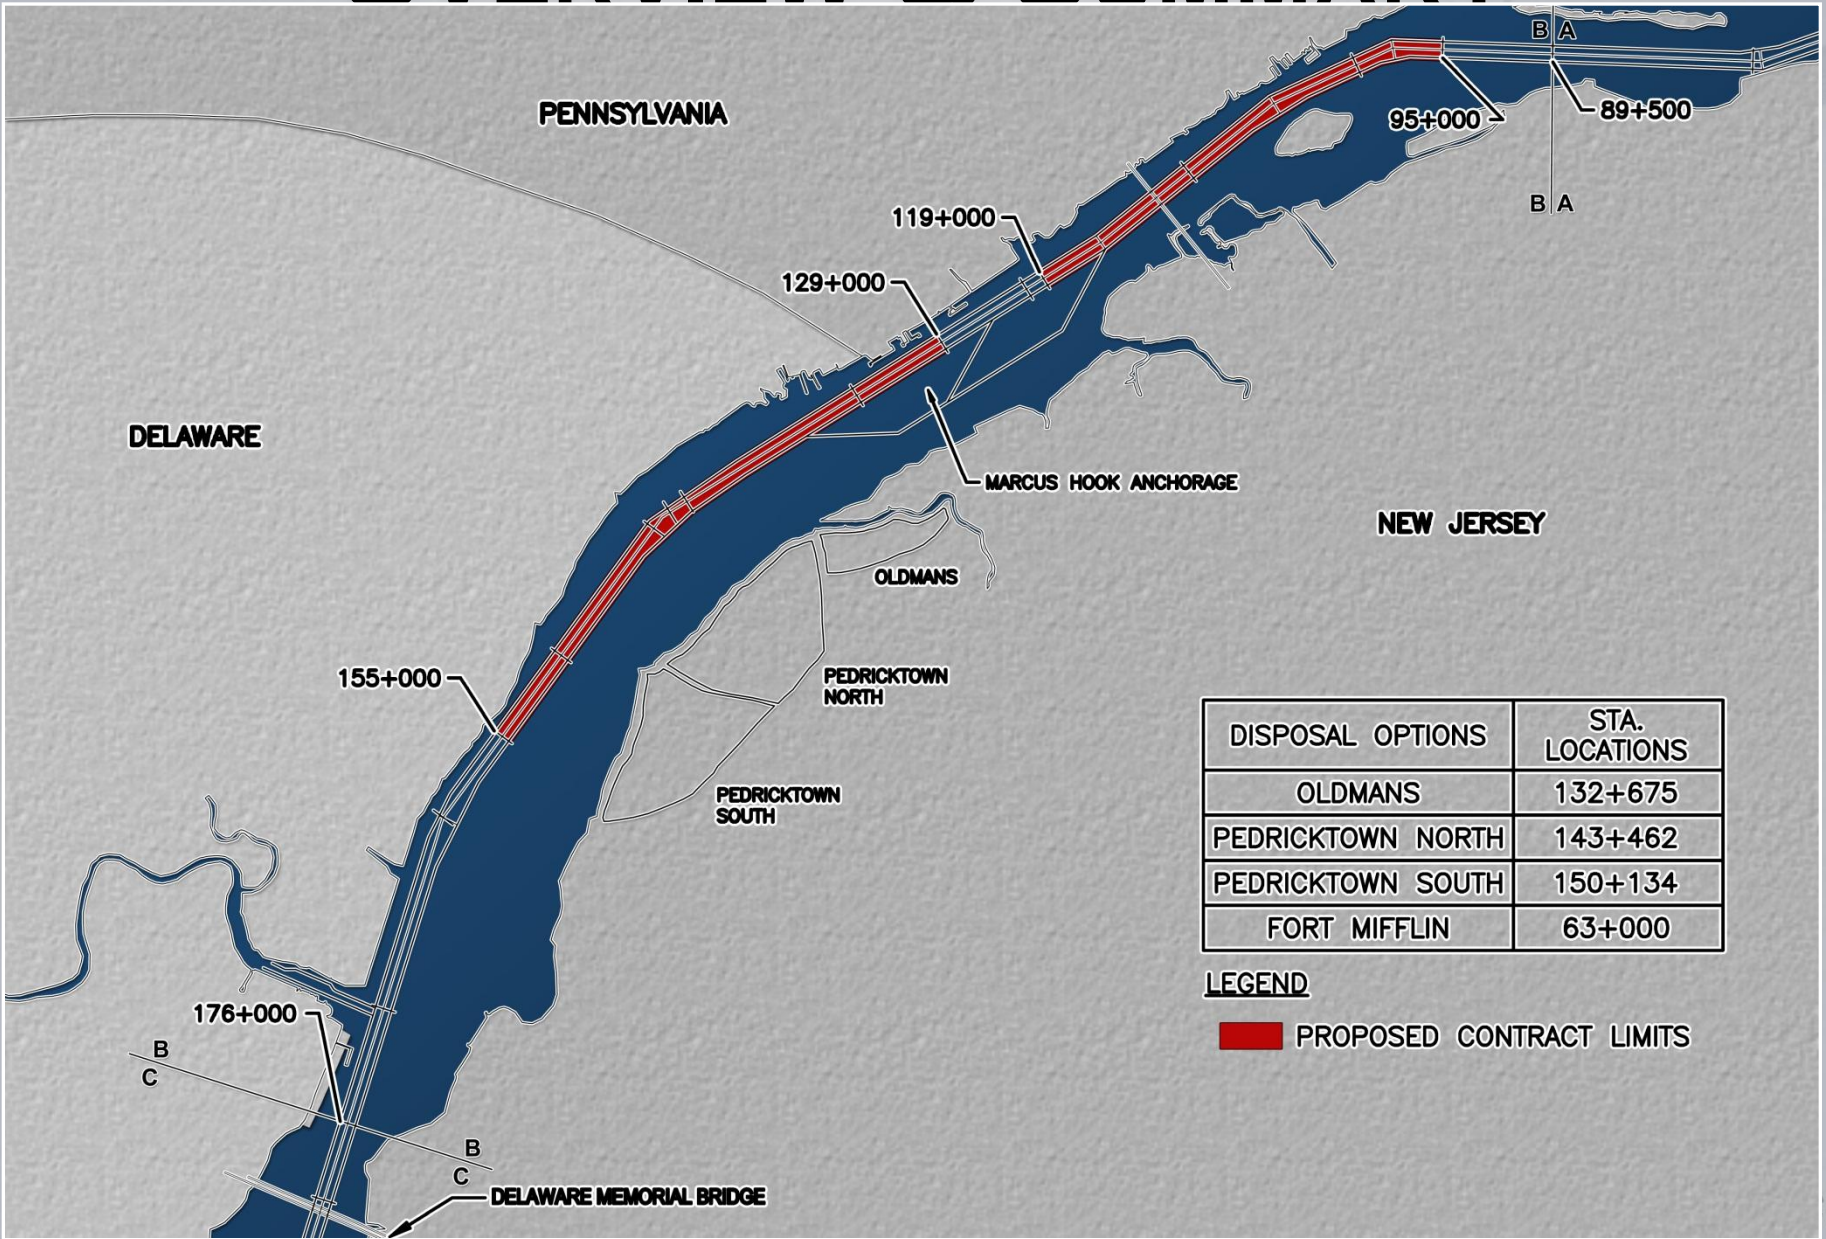 B A
PENNSYLVANIA
95+000
89+500
B A
119+000
129+000
DELAWARE
MARCUS HOOK ANCHORAGE
NEW JERSEY
OLDMANS
155+000
PEDRICKTOWN
NORTH
PEDRICKTOWN
SOUTH
DISPOSAL OPTIONS
STA.
LOCATIONS
OLDMANS
132+675
PEDRICKTOWN NORTH
143+462
PEDRICKTOWN SOUTH
150+134
FORT MIFFLIN
63+000
LEGEND
PROPOSED CONTRACT LIMITS
176+000
B
C
B
C
DELAWARE MEMORIAL BRIDGE